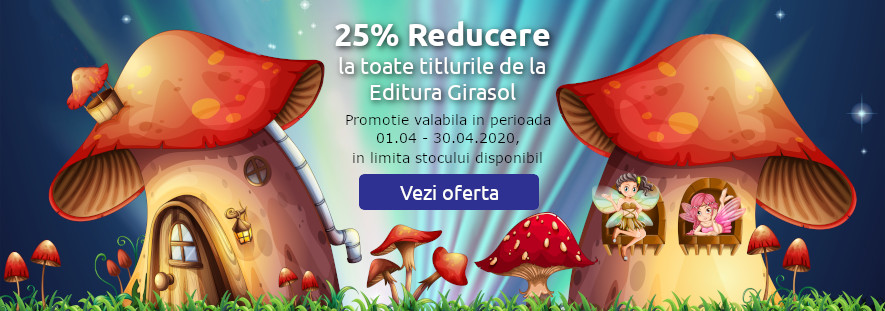 25% Reducere
la toate titlurile de la
Editura Girasol
Promotie valabila in perioada
01.04 - 30.04.2020,
in limita stocului disponibil
Vezi oferta